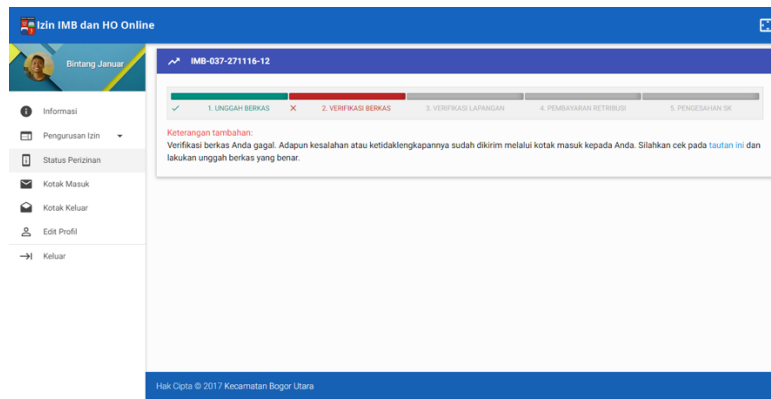 Izin IMB dan HO Online
Bintang Januar
IMB-037-271116-12
Informasi
Pengurusan Izin
Status Perizinan
Kotak Masuk
Kotak Keluar
Edit Profil
Keluar
1. UNGGAH BERKAS
2. VERIFIKASI BERKAS
3. VERIFIKASI LAPANGAN
4. PEMBAYARAN RETRIBUSI
5. PENGESAHAN SK
Keterangan tambahan:
Verifikasi berkas Anda gagal. Adapun kesalahan atau ketidaklengkapannya sudah dikirim melalui kotak masuk kepada Anda. Silahkan cek pada tautan ini dan
lakukan unggah berkas yang benar.
Hak Cipta © 2017 Kecamatan Bogor Utara